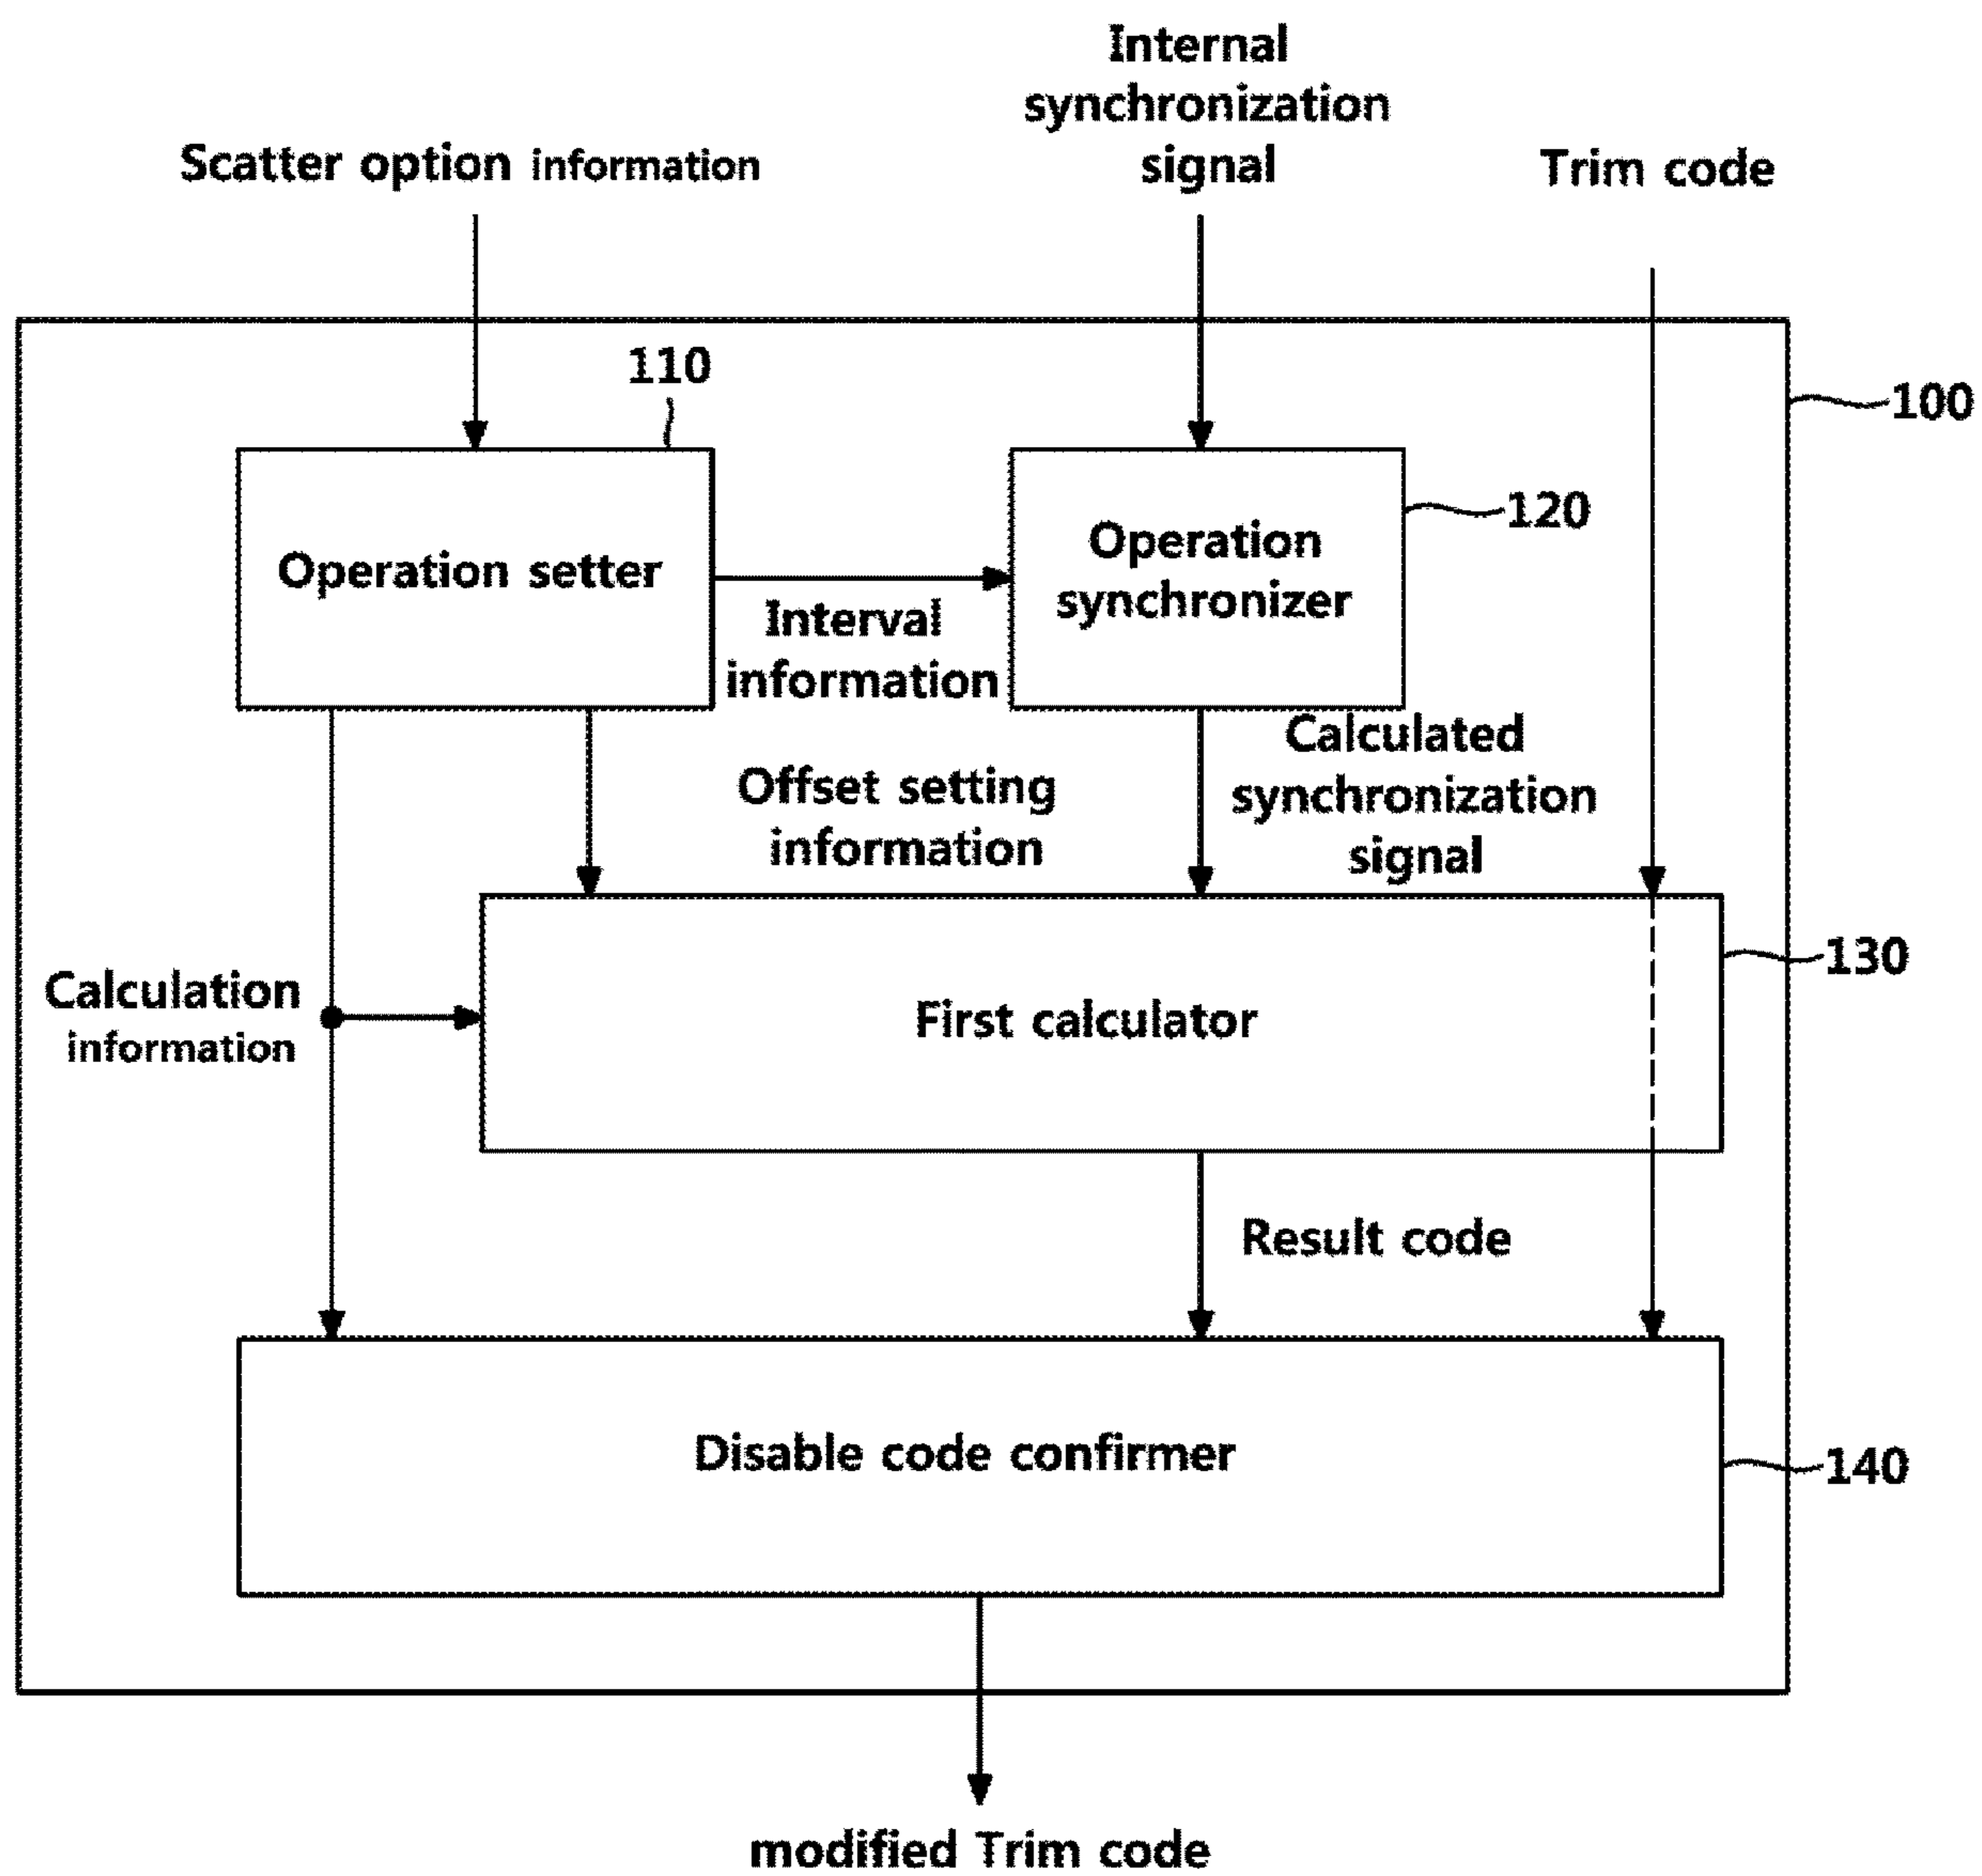 Internal
synchronization
signal
Scatter option information
Trim code
110
100
Operation setter
Operation
synchronizer
120
Interval
information
Offset setting
information
Calculated
synchronization
signal
Calculation
information
First calculator
130
Result code
Disable code confirmer
140
modified Trim code